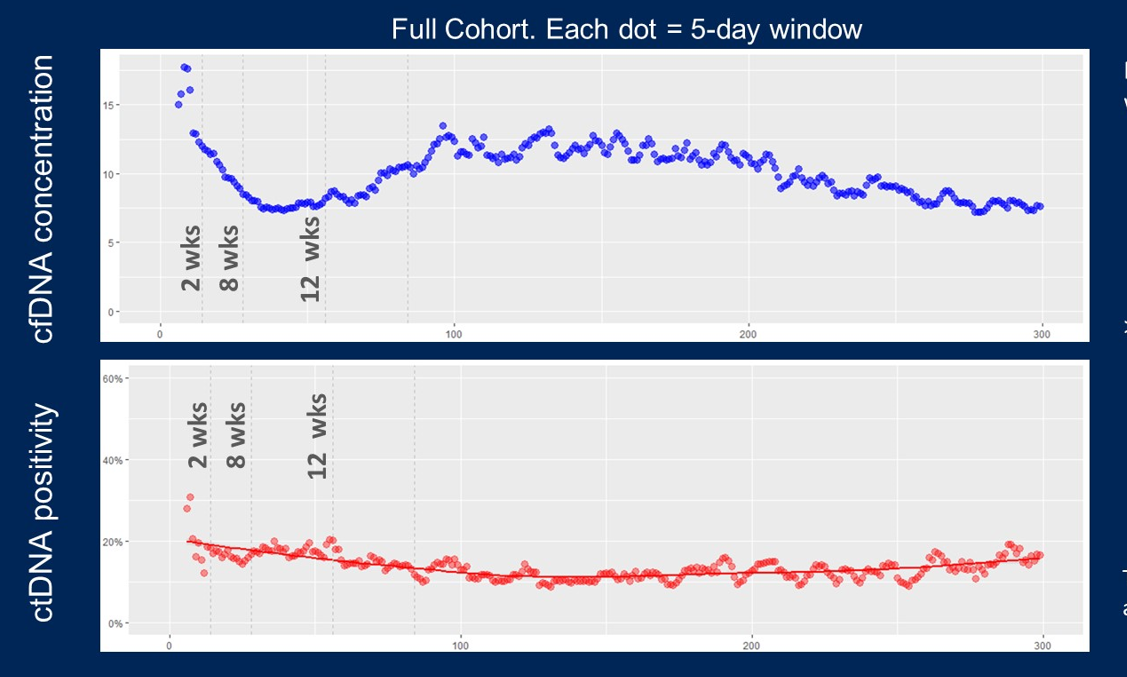 Full Cohort. Each dot = 5-day window
cfDNA concentration
15
10
5
0
2 wks
8 wks
12 wks
0
100
200
300
ctDNA positivity
60%
40%
20%
0%
2 wks
8 wks
12 wks
0
100
200
300